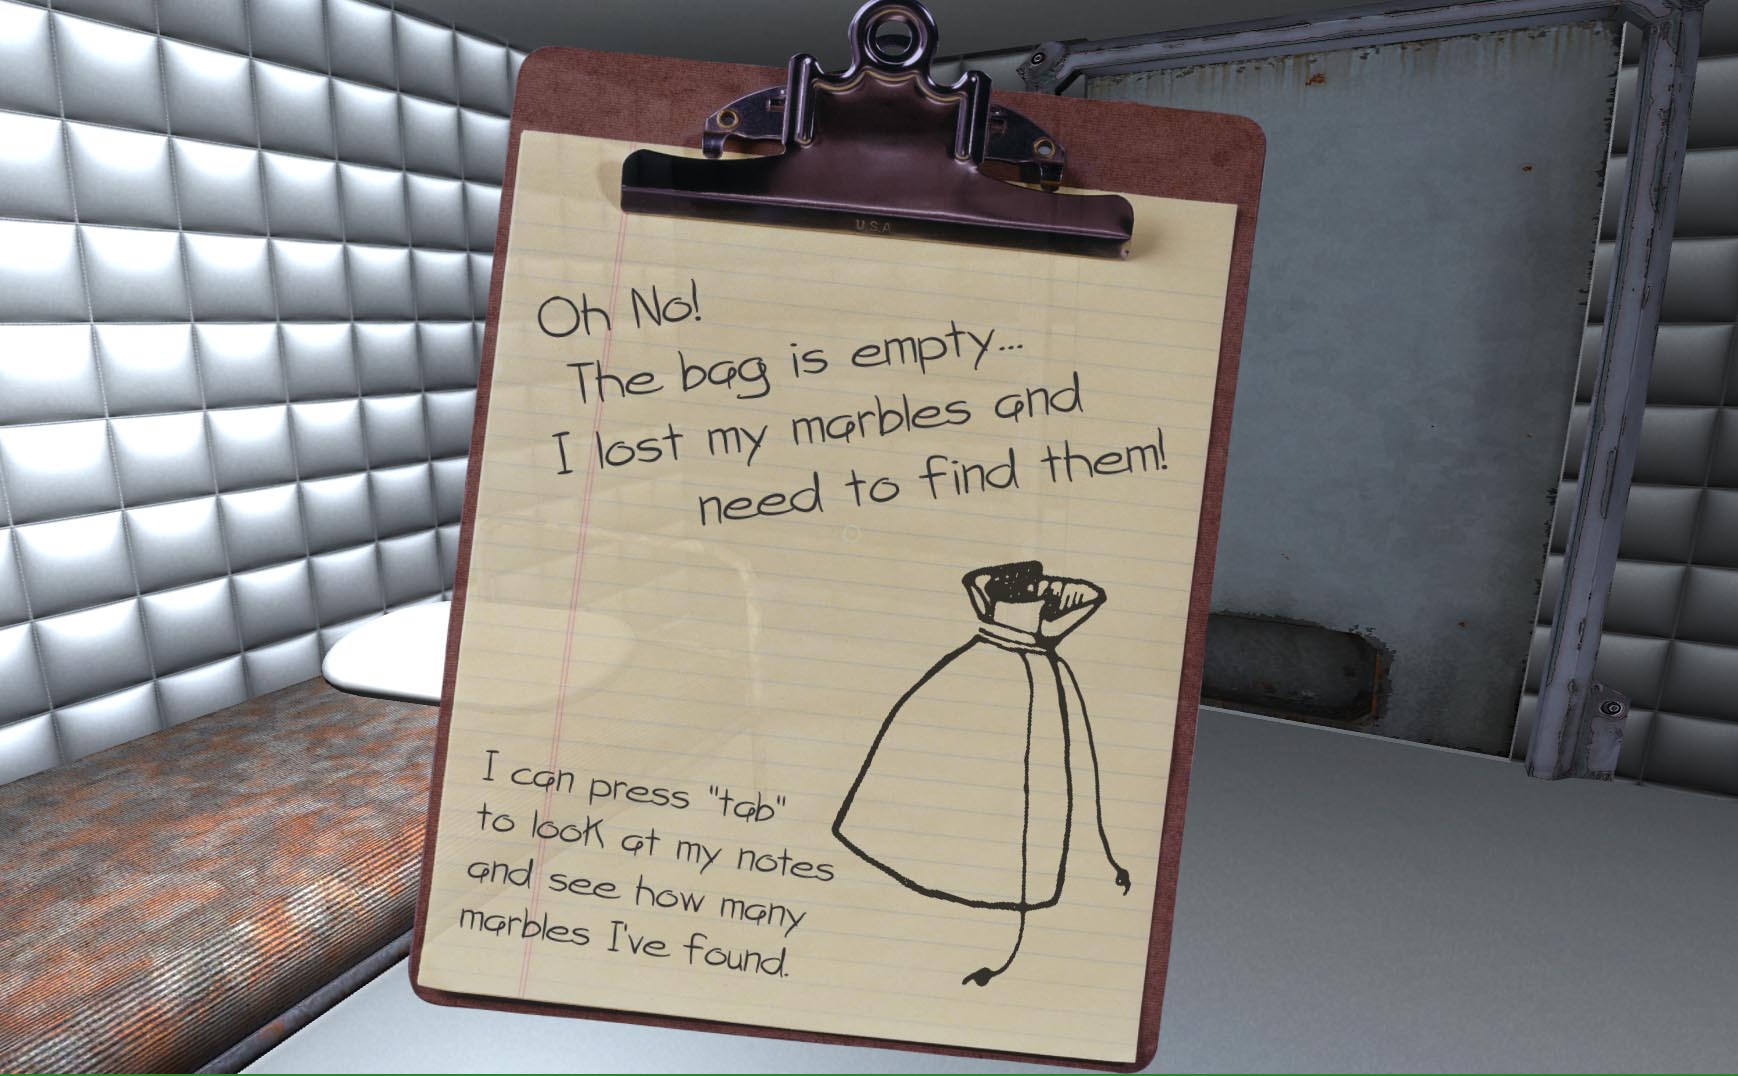 U.S.A
Oh No!
The bag is empty...
I lost my marbles and
need to find them!
I can press "tab"
to look at my notes
and see how many
marbles I've found.